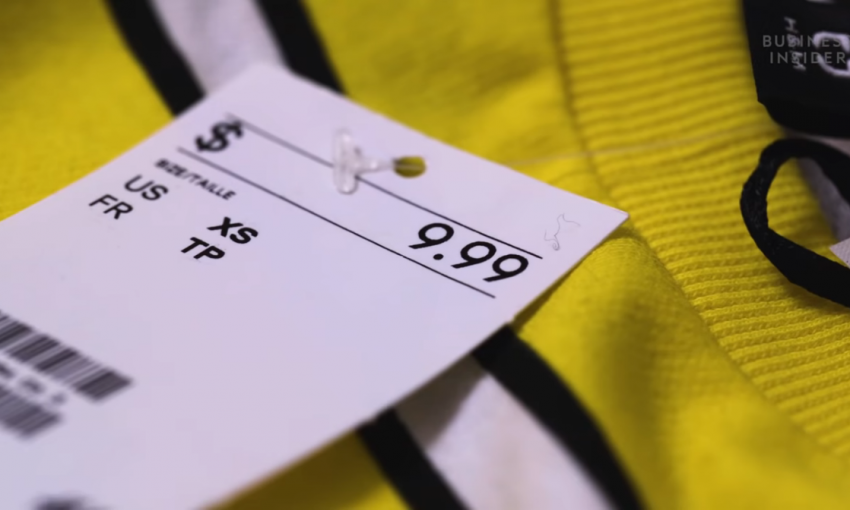 BUSINESS
INSIDER
$
9.99
SIZE/TAILLE
US XS
FR TP